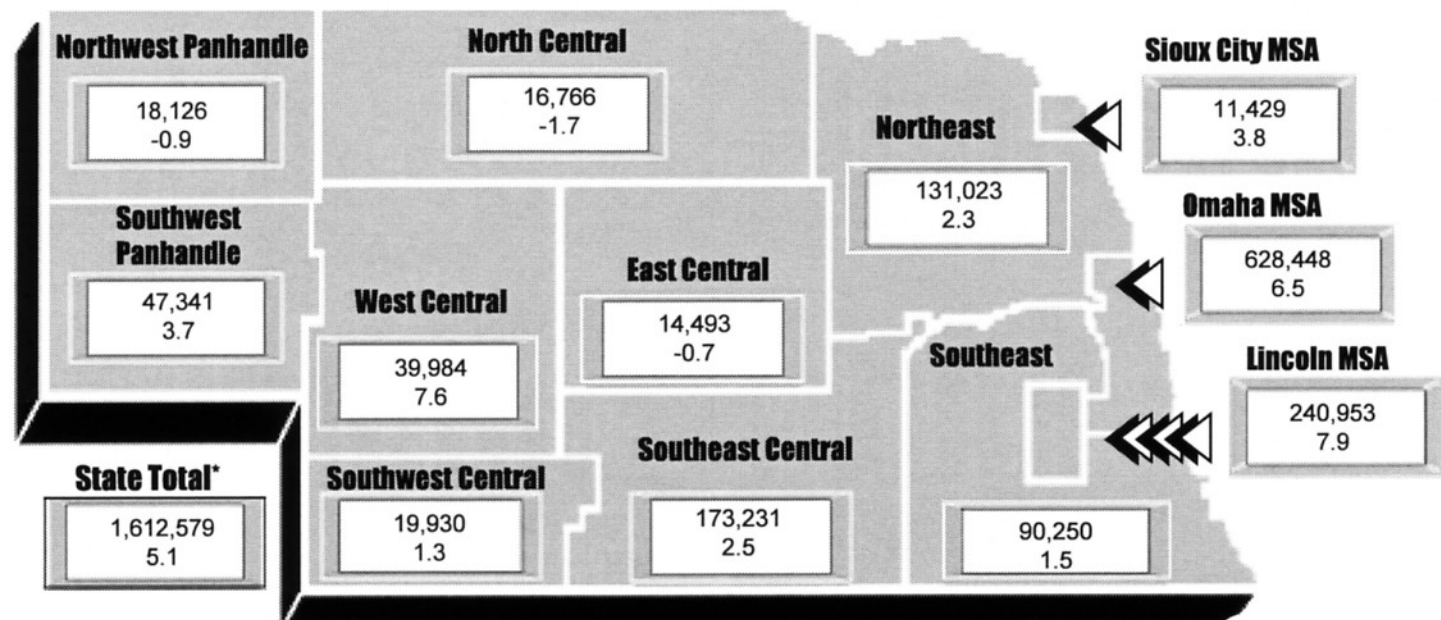 Northwest Panhandle
18,126
-0.9
North Central
16,766
-1.7
Sioux City MSA
11,429
3.8
Northeast
131,023
2.3
Southwest
Panhandle
47,341
3.7
West Central
39,984
7.6
East Central
14,493
-0.7
Omaha MSA
628,448
6.5
Southeast
90,250
1.5
Lincoln MSA
240,953
7.9
State Total*
1,612,579
5.1
Southwest Central
19,930
1.3
Southeast Central
173,231
2.5